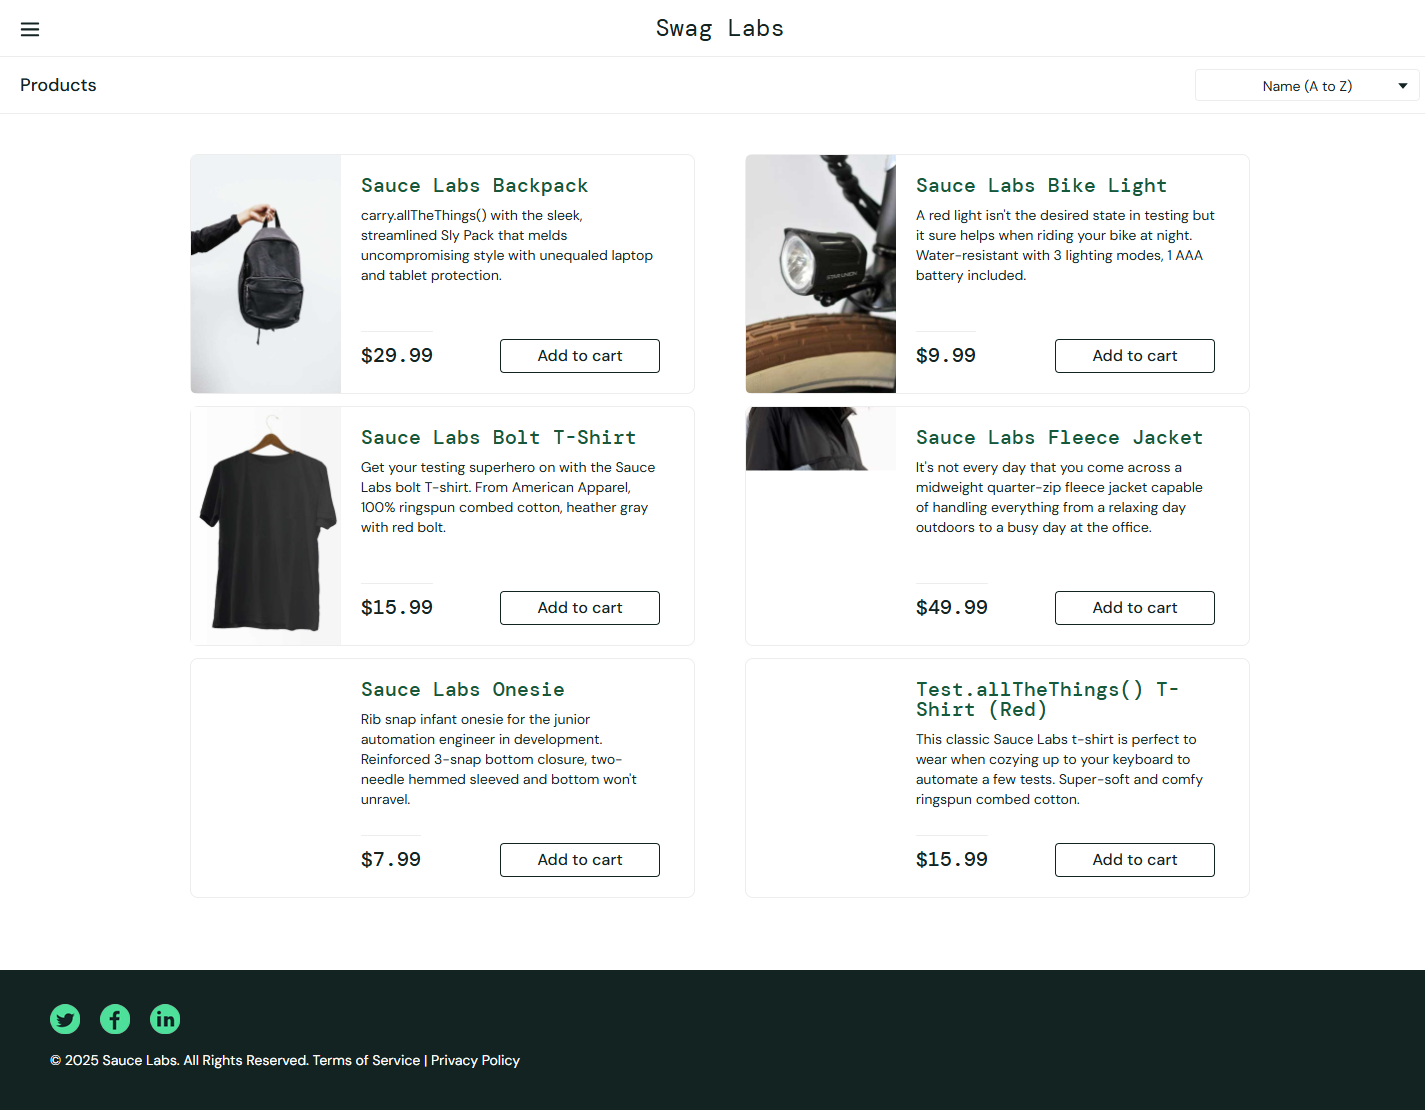 Swag Labs
Products
Name (A to Z)
Sauce Labs Backpack
carry.allTheThings() with the sleek,
streamlined Sly Pack that melds
uncompromising style with unequaled laptop
and tablet protection.
$29.99
Add to cart
Sauce Labs Bike Light
A red light isn't the desired state in testing but
it sure helps when riding your bike at night.
Water-resistant with 3 lighting modes, 1 AAA
battery included.
$9.99
Add to cart
Sauce Labs Bolt T-Shirt
Get your testing superhero on with the Sauce
Labs bolt T-shirt. From American Apparel,
100% ringspun combed cotton, heather gray
with red bolt.
$15.99
Add to cart
Sauce Labs Fleece Jacket
It's not every day that you come across a
midweight quarter-zip fleece jacket capable
of handling everything from a relaxing day
outdoors to a busy day at the office.
$49.99
Add to cart
Sauce Labs Onesie
Rib snap infant onesie for the junior
automation engineer in development.
Reinforced 3-snap bottom closure, two-
needle hemmed sleeved and bottom won't
unravel.
$7.99
Add to cart
Test.allTheThings() T-
Shirt (Red)
This classic Sauce Labs t-shirt is perfect to
wear when cozying up to your keyboard to
automate a few tests. Super-soft and comfy
ringspun combed cotton.
$15.99
Add to cart
© 2025 Sauce Labs. All Rights Reserved. Terms of Service | Privacy Policy